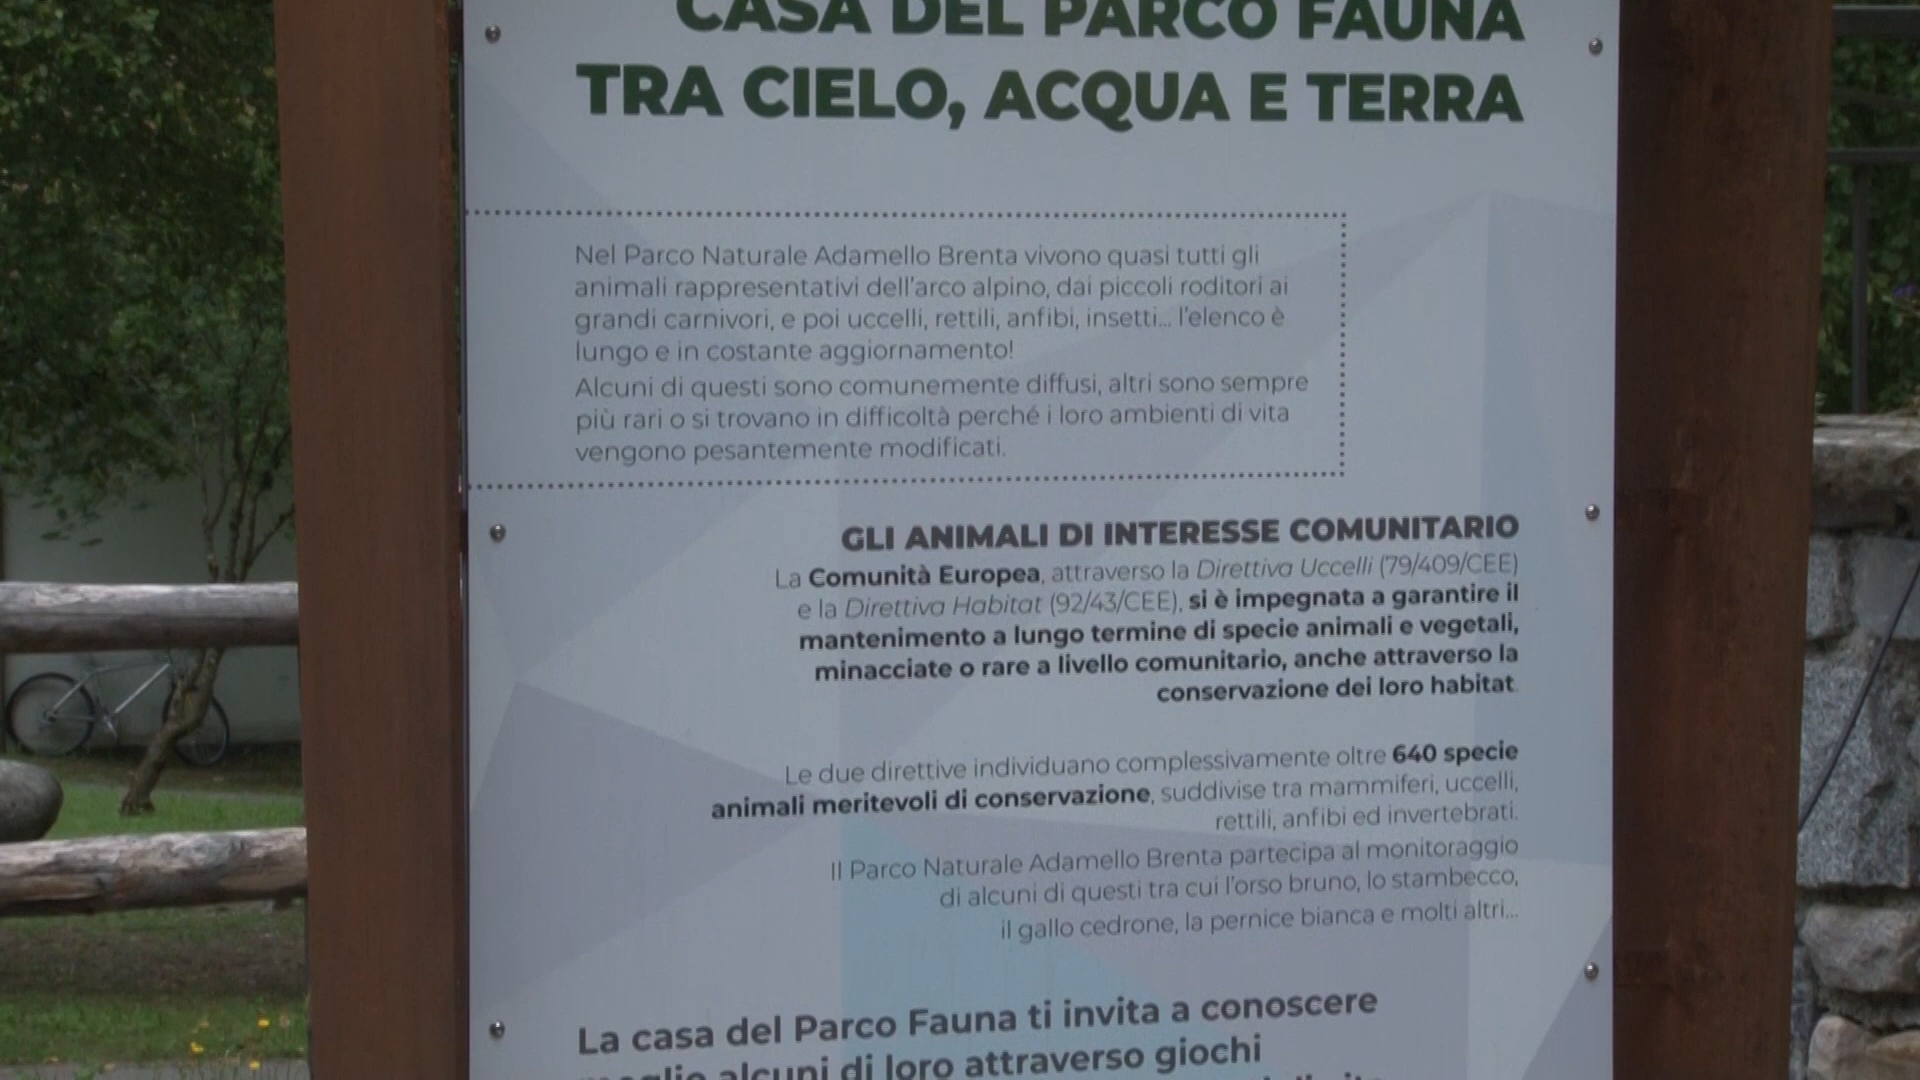 CASA DEL PARCO FAUNA
TRA CIELO, ACQUA E TERRA
Nel Parco Naturale Adamello Brenta vivono quasi tutti gli
animali rappresentativi dell'arco alpino, dai piccoli roditori ai
grandi carnivori, e poi uccelli, rettili, anfibi, insetti... l'elenco è
lungo e in costante aggiornamento!
Alcuni di questi sono comunemente diffusi, altri sono sempre
più rari o si trovano in difficoltà perché i loro ambienti di vita
vengono pesantemente modificati.
GLI ANIMALI DI INTERESSE COMUNITARIO
La Comunità Europea, attraverso la Direttiva Uccelli (79/409/CEE)
e la Direttiva Habitat (92/43/CEE), si è impegnata a garantire il
mantenimento a lungo termine di specie animali e vegetali,
minacciate o rare a livello comunitario, anche attraverso la
conservazione dei loro habitat.
Le due direttive individuano complessivamente oltre 640 specie
animali meritevoli di conservazione, suddivise tra mammiferi, uccelli,
rettili, anfibi ed invertebrati.
Il Parco Naturale Adamello Brenta partecipa al monitoraggio
di alcuni di questi tra cui l'orso bruno, lo stambecco,
il gallo cedrone, la pernice bianca e molti altri...
La casa del Parco Fauna ti invita a conoscere
meglio alcuni di loro attraverso giochi